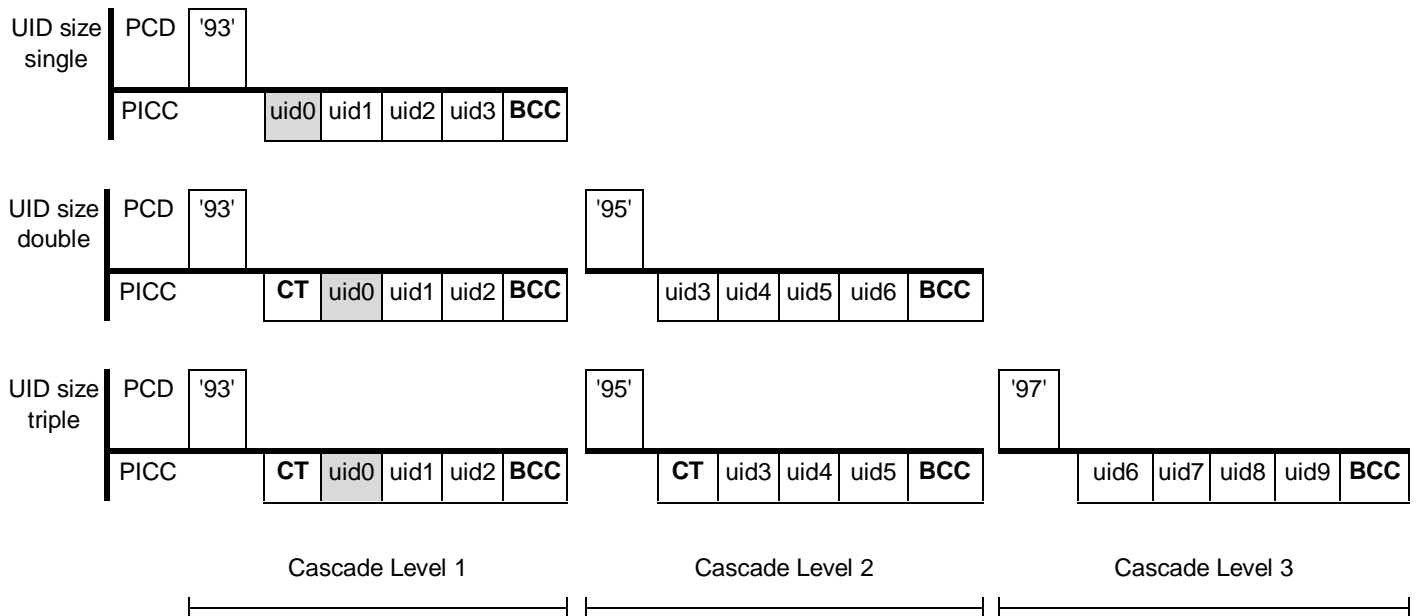 UID size single PCD '93'
PICC uid0 uid1 uid2 uid3 BCC
UID size double PCD '93' '95'
PICC CT uid0 uid1 uid2 BCC uid3 uid4 uid5 uid6 BCC
UID size triple PCD '93' '95' '97'
PICC CT uid0 uid1 uid2 BCC CT uid3 uid4 uid5 BCC uid6 uid7 uid8 uid9 BCC
Cascade Level 1 Cascade Level 2 Cascade Level 3